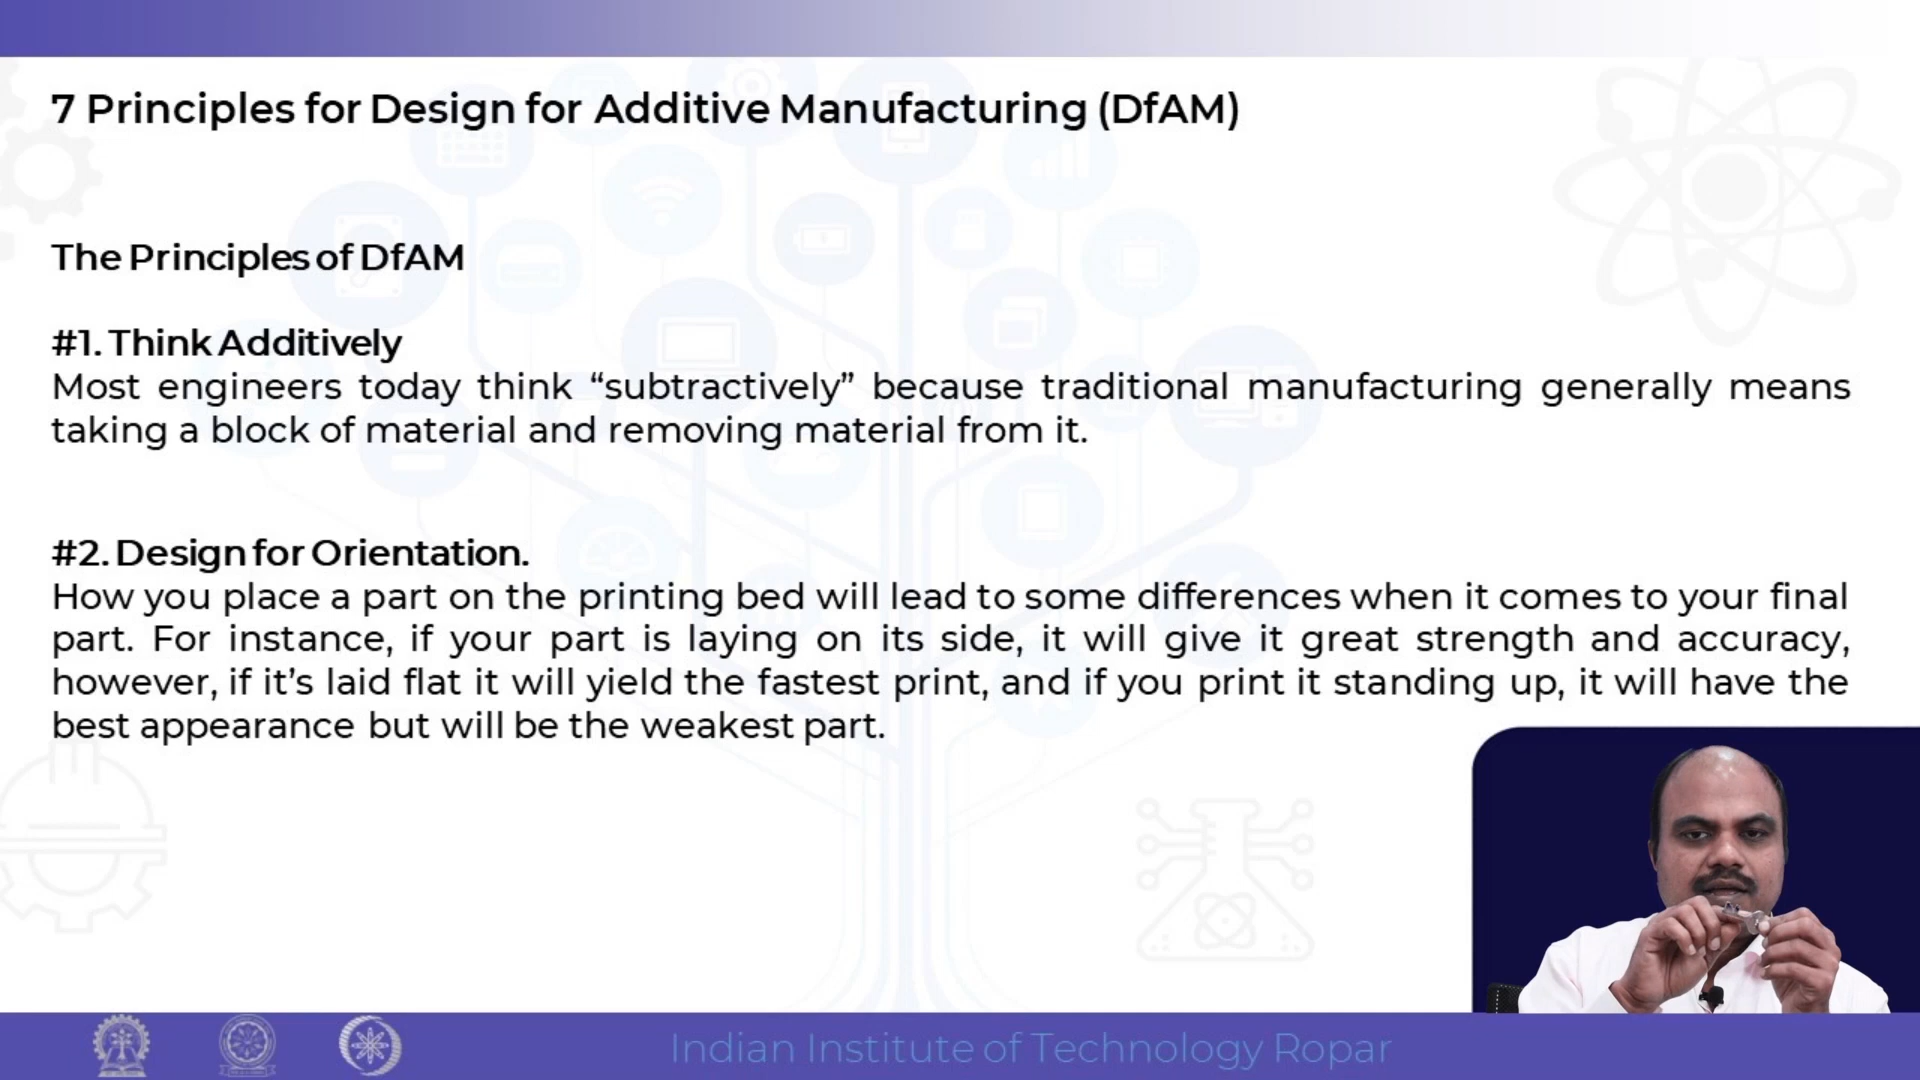 7 Principles for Design for Additive Manufacturing (DfAM)
The Principles of DfAM
#1. Think Additively
Most engineers today think “subtractively” because traditional manufacturing generally means
taking a block of material and removing material from it.
#2. Design for Orientation.
How you place a part on the printing bed will lead to some differences when it comes to your final
part. For instance, if your part is laying on its side, it will give it great strength and accuracy,
however, if it’s laid flat it will yield the fastest print, and if you print it standing up, it will have the
best appearance but will be the weakest part.
Indian Institute of Technology Ropar